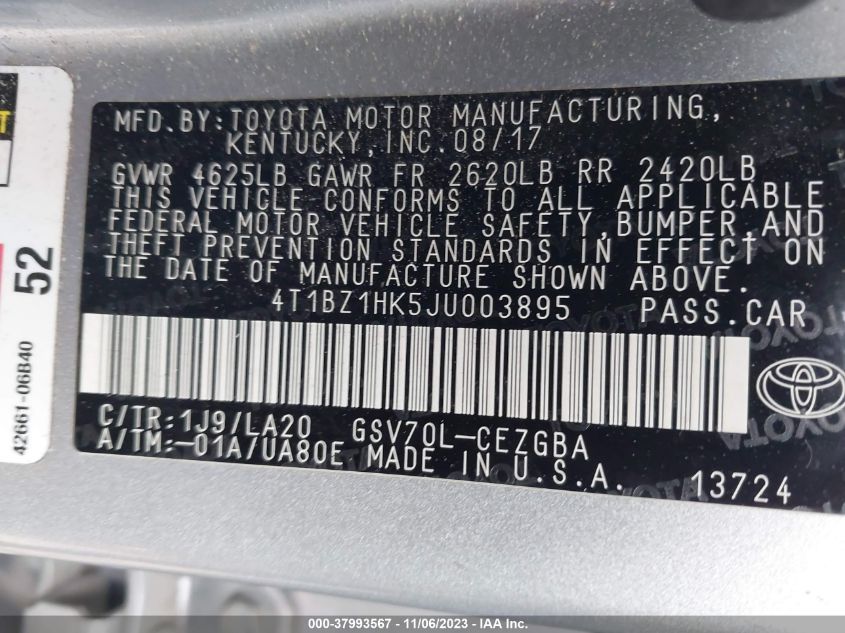 MFD.BY:TOYOTA MOTOR MANUFACTURING,
KENTUCKY,INC.08/17
GVWR 4625LB GAWR FR 2620LB RR 2420LB
THIS VEHICLE CONFORMS TO ALL APPLICABLE
FEDERAL MOTOR VEHICLE SAFETY,BUMPER,AND
THEFT PREVENTION STANDARDS IN EFFECT ON
THE DATE OF MANUFACTURE SHOWN ABOVE.
4T1BZ1HK5JU003895 PASS.CAR
C/TR:1J9/LA20 GSV70L-CEZGBA
A/TM:-01A/UA80E MADE IN U.S.A. 13724
52
42661-06B40
000-37993567 - 11/06/2023 - IAA Inc.